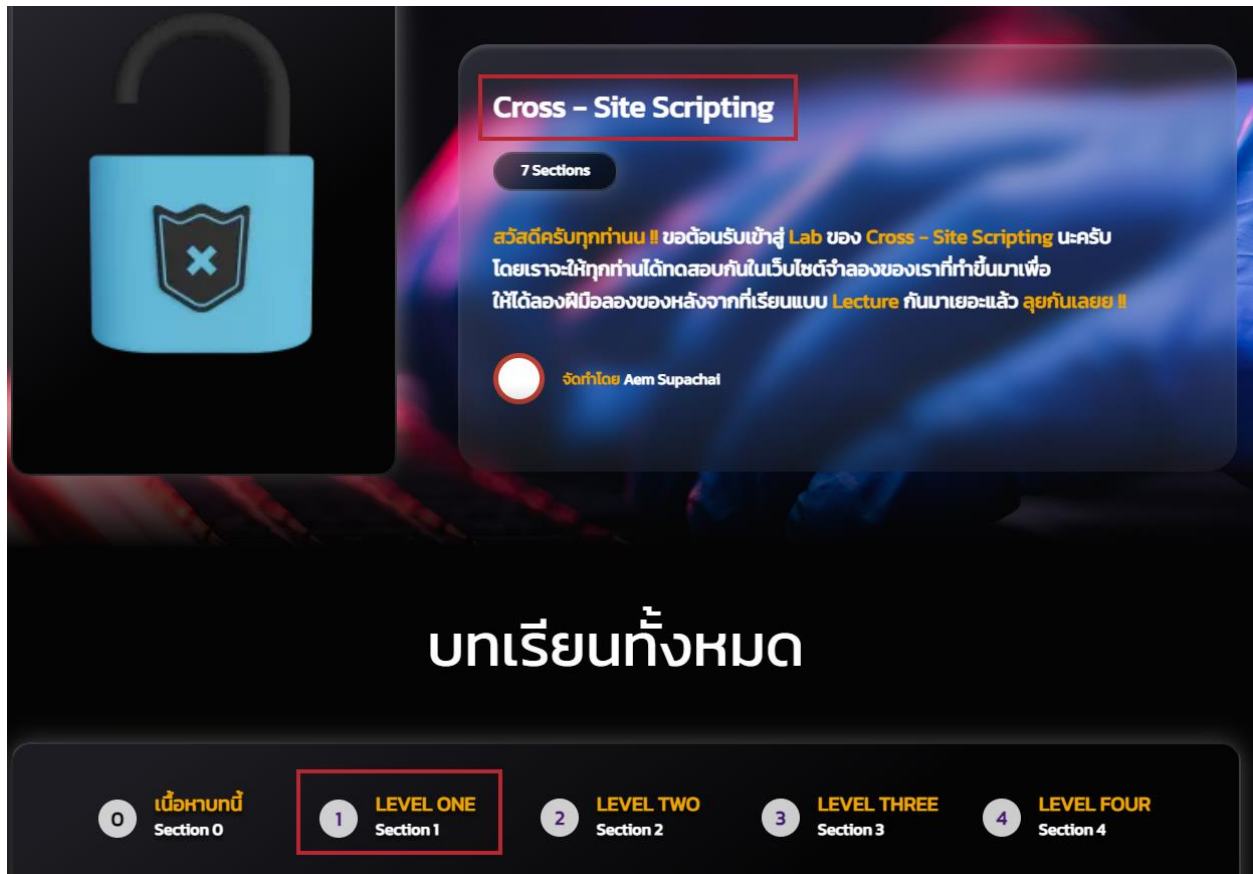 Cross - Site Scripting
7 Sections
สวัสดีครับทุกท่านน !! ขอต้อนรับเข้าสู่ Lab ของ Cross - Site Scripting นะครับ
โดยเราจะให้ทุกท่านได้ทดสอบกันในเว็บไซต์จำลองของเราที่ทำขึ้นมาเพื่อ
ให้ได้ลองฝีมือลองของหลังจากที่เรียนแบบ Lecture กันมาเยอะแล้ว ลุยกันเลยย !!
จัดทำโดย Aem Supachai
บทเรียนทั้งหมด
0 เนื้อหาบทนี้
Section 0
1 LEVEL ONE
Section 1
2 LEVEL TWO
Section 2
3 LEVEL THREE
Section 3
4 LEVEL FOUR
Section 4